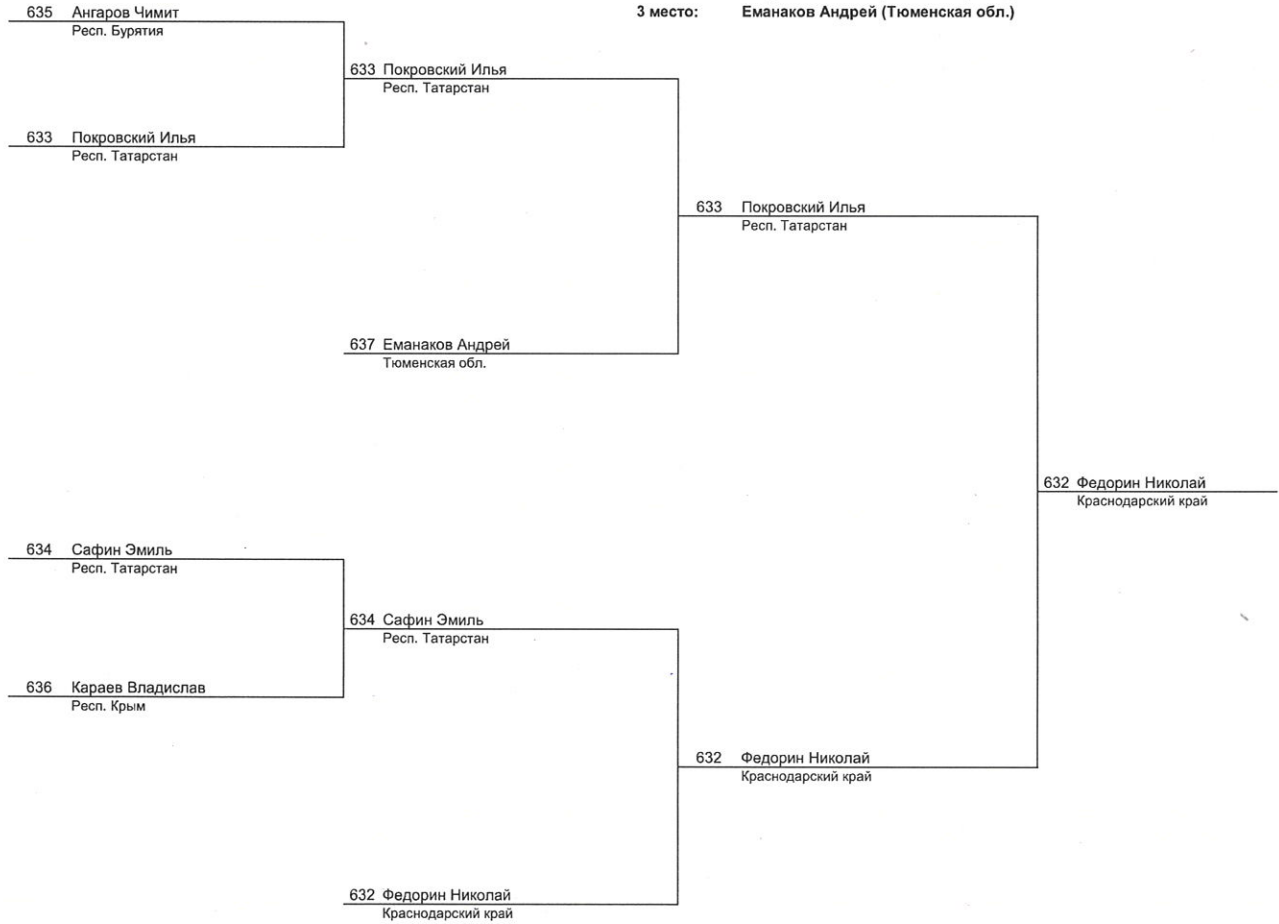 635 Ангаров Чимит
Респ. Бурятия
3 место: Еманаков Андрей (Тюменская обл.)
633 Покровский Илья
Респ. Татарстан
633 Покровский Илья
Респ. Татарстан
633 Покровский Илья
Респ. Татарстан
637 Еманаков Андрей
Тюменская обл.
632 Федорин Николай
Краснодарский край
634 Сафин Эмиль
Респ. Татарстан
634 Сафин Эмиль
Респ. Татарстан
636 Караев Владислав
Респ. Крым
632 Федорин Николай
Краснодарский край
632 Федорин Николай
Краснодарский край